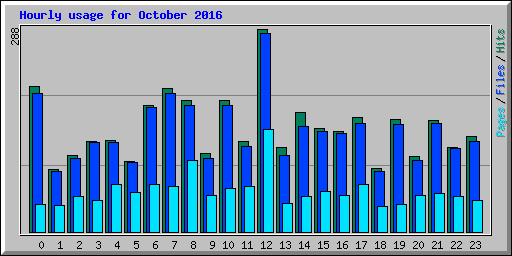 Hourly usage for October 2016
288
Pages/Files/Hits
0 1 2 3 4 5 6 7 8 9 10 11 12 13 14 15 16 17 18 19 20 21 22 23